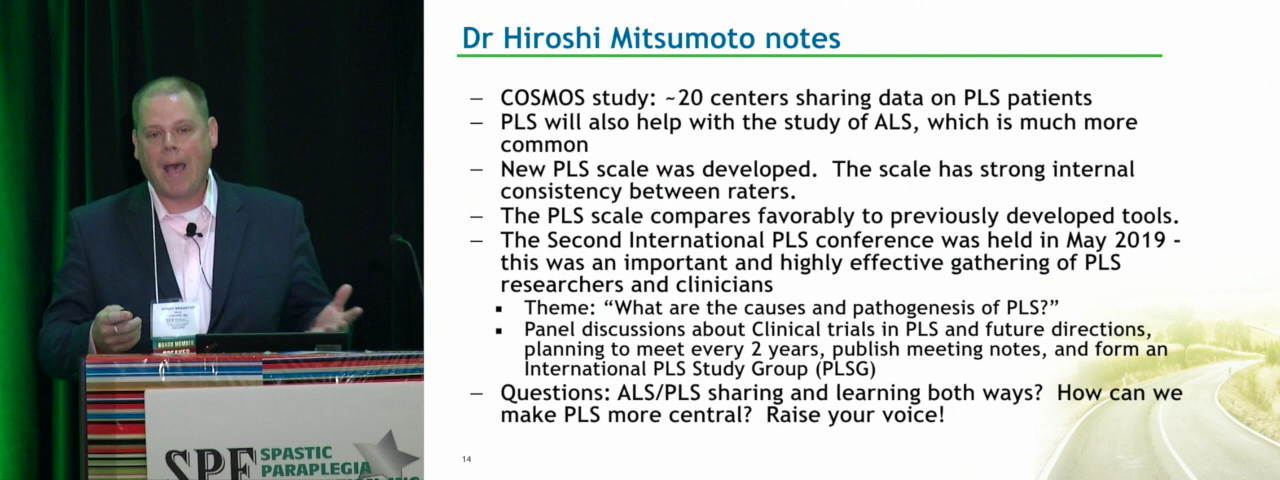 Dr Hiroshi Mitsumoto notes
– COSMOS study: ~20 centers sharing data on PLS patients
– PLS will also help with the study of ALS, which is much more
common
– New PLS scale was developed.  The scale has strong internal
consistency between raters.
– The PLS scale compares favorably to previously developed tools.
– The Second International PLS conference was held in May 2019 -
this was an important and highly effective gathering of PLS
researchers and clinicians
▪ Theme: “What are the causes and pathogenesis of PLS?”
▪ Panel discussions about Clinical trials in PLS and future directions,
planning to meet every 2 years, publish meeting notes, and form an
International PLS Study Group (PLSG)
– Questions: ALS/PLS sharing and learning both ways?  How can we
make PLS more central?  Raise your voice!
14
BOARD MEMBER
SPEAKER
SPF SPASTIC
PARAPLEGIA